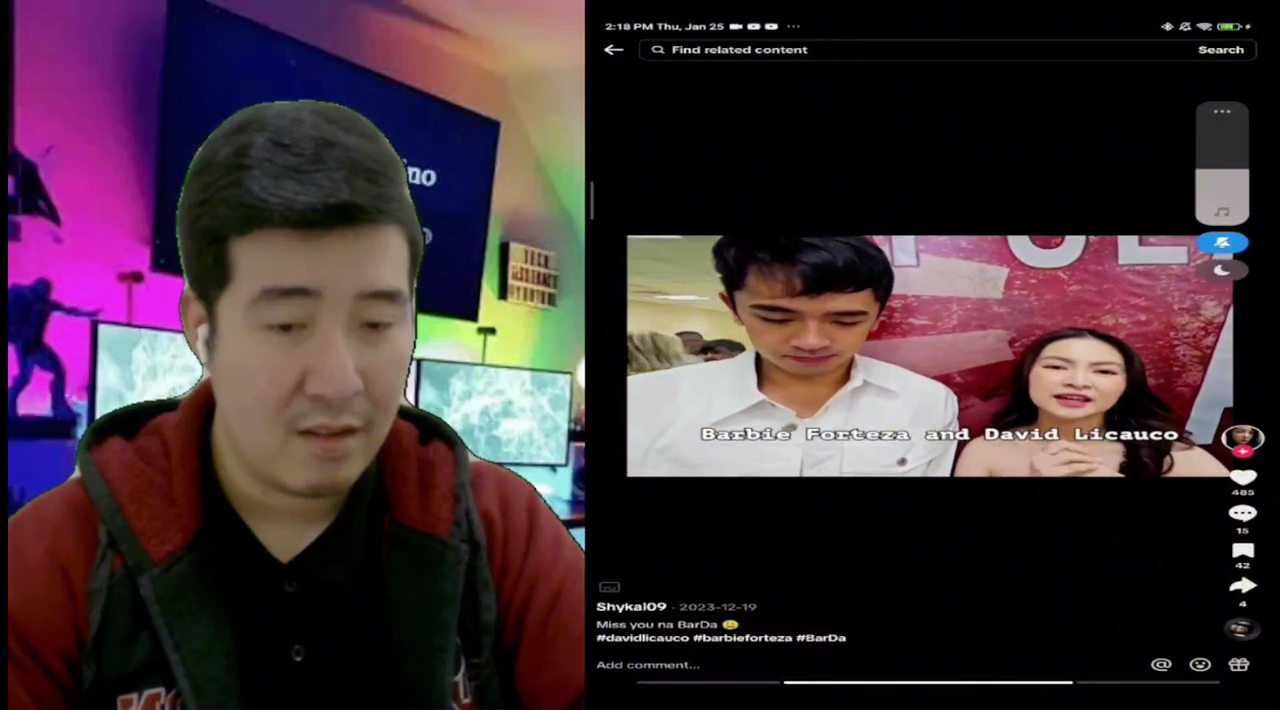 ino
2:18 PM Thu, Jan 25
Find related content
Search
Barbie Forteza and David Licauco
485
15
42
4
Shykal09 · 2023-12-19
Miss you na BarDa 😩
#davidlicauco #barbieforteza #BarDa
Add comment...